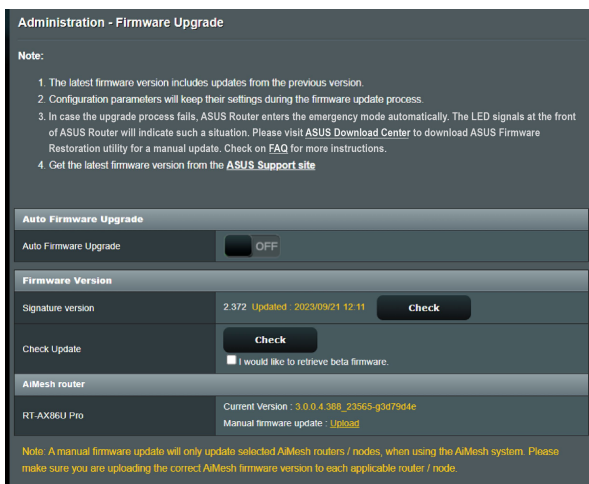 Administration - Firmware Upgrade
Note:
1. The latest firmware version includes updates from the previous version.
2. Configuration parameters will keep their settings during the firmware update process.
3. In case the upgrade process fails, ASUS Router enters the emergency mode automatically. The LED signals at the front
of ASUS Router will indicate such a situation. Please visit ASUS Download Center to download ASUS Firmware
Restoration utility for a manual update. Check on FAQ for more instructions.
4. Get the latest firmware version from the ASUS Support site
Auto Firmware Upgrade
Auto Firmware Upgrade OFF
Firmware Version
Signature version 2.372 Updated : 2023/09/21 12:11 Check
Check Update Check
I would like to retrieve beta firmware.
AiMesh router
RT-AX86U Pro Current Version : 3.0.0.4.388_23565-g3d79d4e
Manual firmware update : Upload
Note: A manual firmware update will only update selected AiMesh routers / nodes, when using the AiMesh system. Please
make sure you are uploading the correct AiMesh firmware version to each applicable router / node.